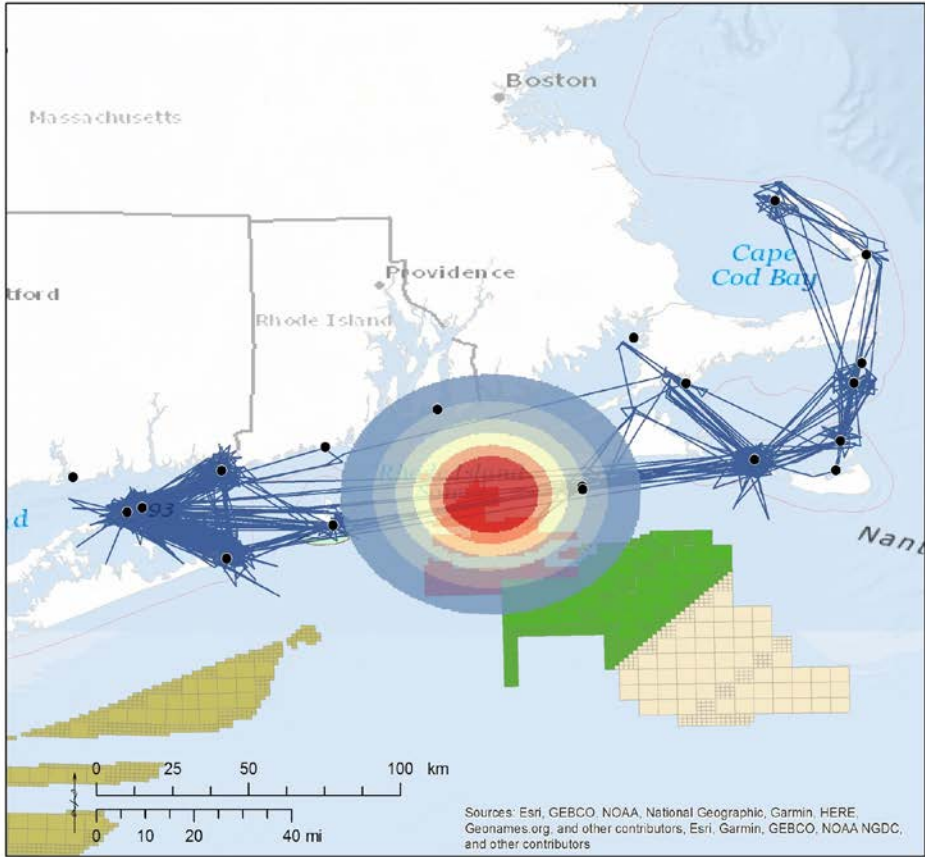 Boston
Massachusetts
Cape
Cod Bay
Providence
tford
Rhode Island
Rhode Island
93
d
Nant
0 25 50 100 km
0 10 20 40 mi
Sources: Esri, GEBCO, NOAA, National Geographic, Garmin, HERE,
Geonames.org, and other contributors, Esri, Garmin, GEBCO, NOAA NGDC,
and other contributors